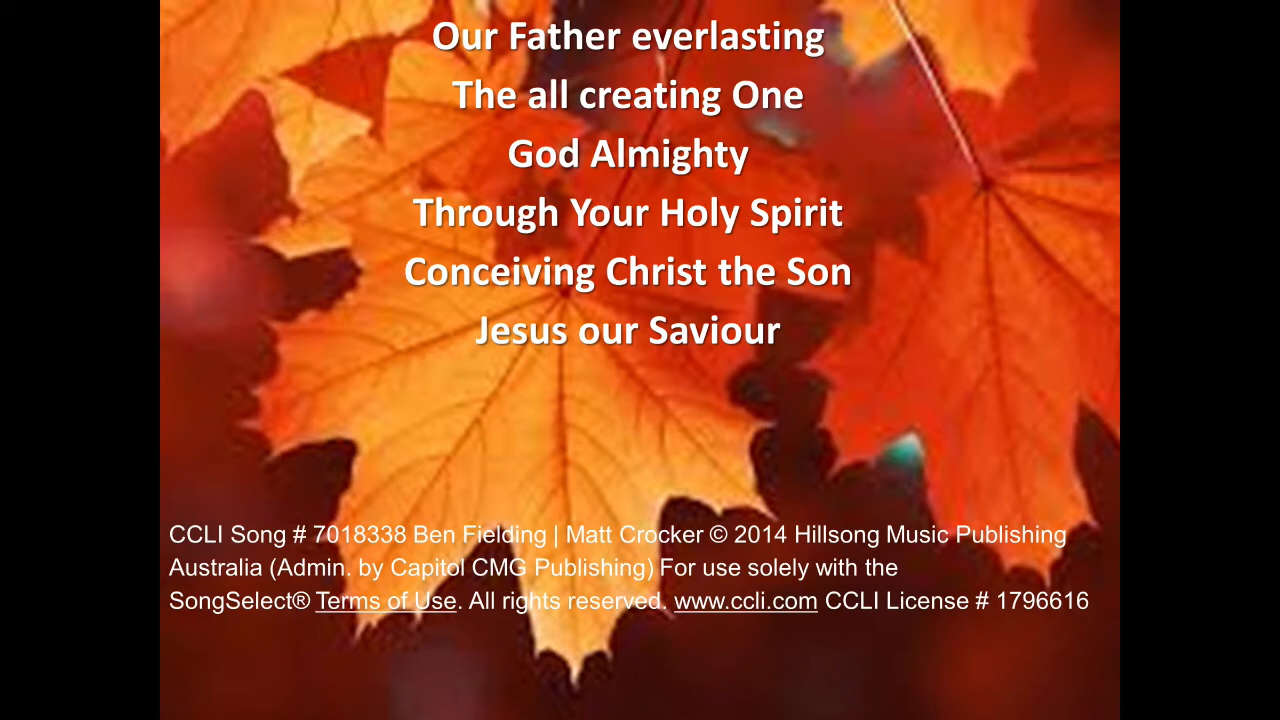 Our Father everlasting
The all creating One
God Almighty
Through Your Holy Spirit
Conceiving Christ the Son
Jesus our Saviour
CCLI Song # 7018338 Ben Fielding | Matt Crocker © 2014 Hillsong Music Publishing
Australia (Admin. by Capitol CMG Publishing) For use solely with the
SongSelect® Terms of Use. All rights reserved. www.ccli.com CCLI License # 1796616